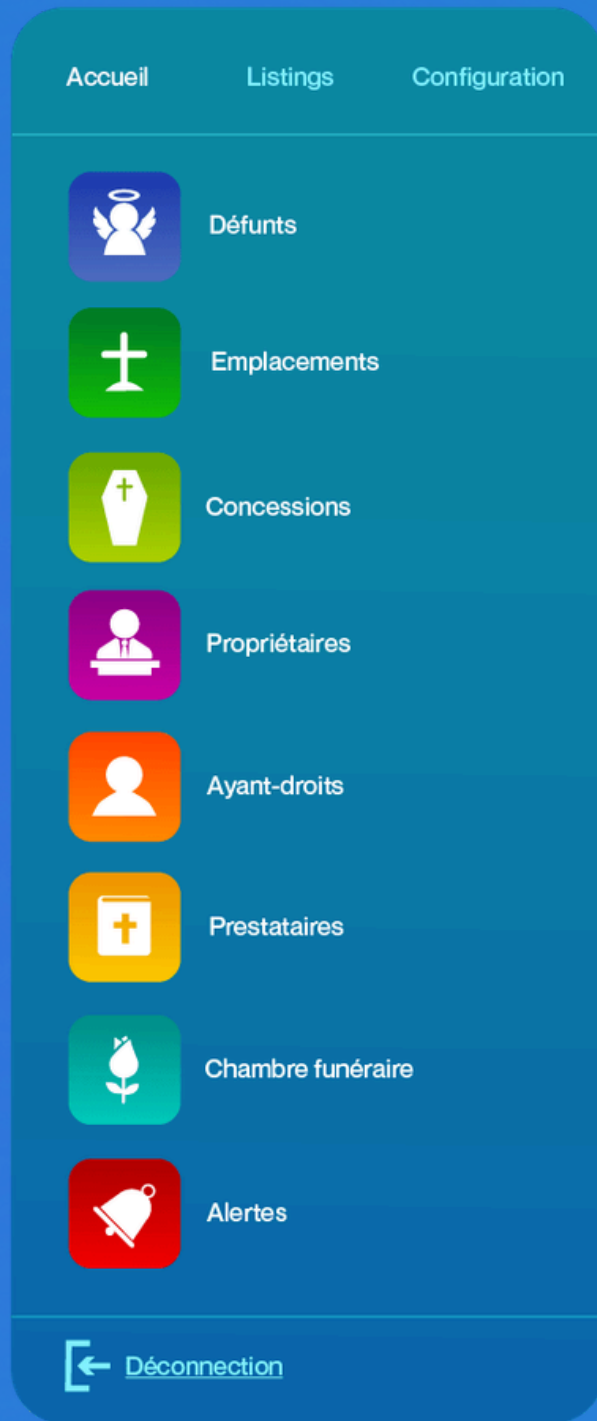 Accueil Listings Configuration
Défunts
Emplacements
Concessions
Propriétaires
Ayant-droits
Prestataires
Chambre funéraire
Alertes
Déconnection